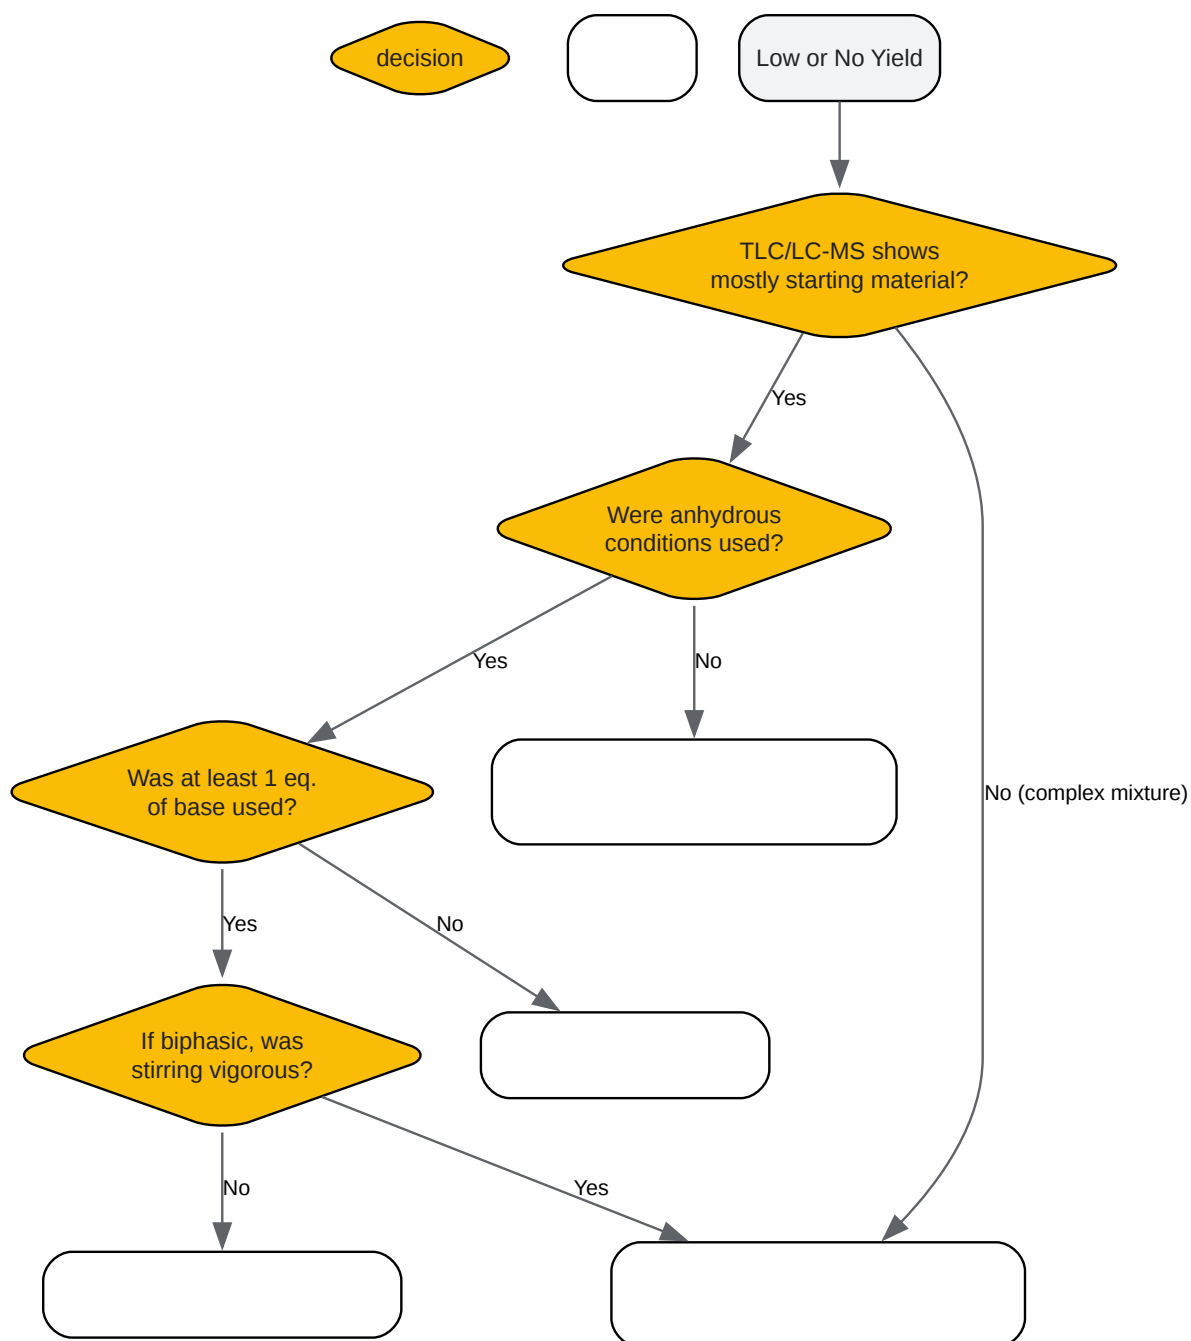 decision
Low or No Yield
TLC/LC-MS shows
mostly starting material?
Yes
Were anhydrous
conditions used?
Yes
No
Was at least 1 eq.
of base used?
No (complex mixture)
Yes
No
If biphasic, was
stirring vigorous?
No
Yes